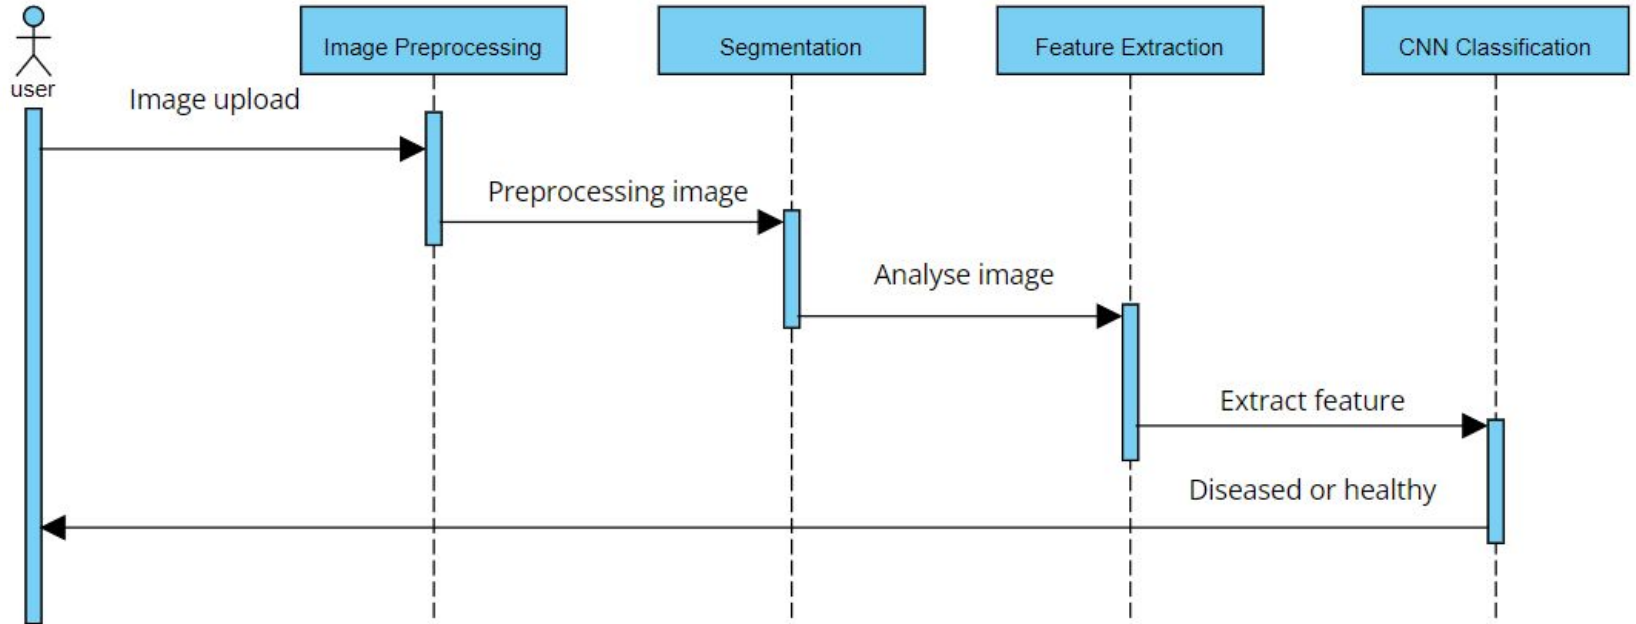 Image Preprocessing
Segmentation
Feature Extraction
CNN Classification
user
Image upload
Preprocessing image
Analyse image
Extract feature
Diseased or healthy